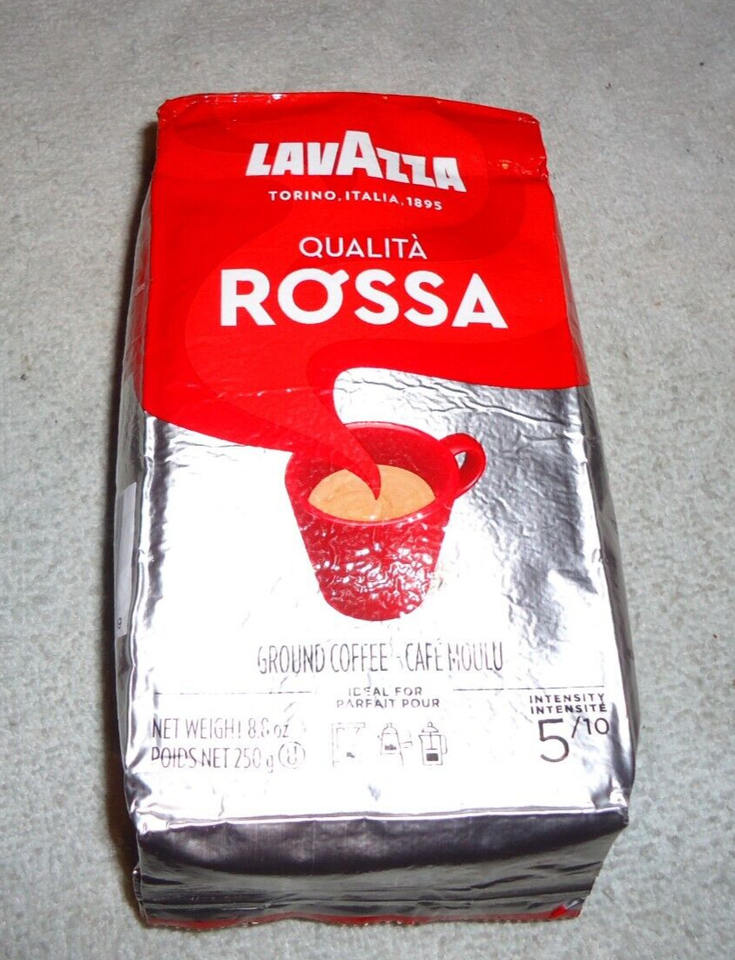 LAVAZZA
TORINO, ITALIA, 1895
QUALITÀ
ROSSA
GROUND COFFEE - CAFÉ MOULU
IDEAL FOR
PARFAIT POUR
INTENSITY
INTENSITÉ
5/10
NET WEIGHT 8.8 oz
POIDS NET 250 g